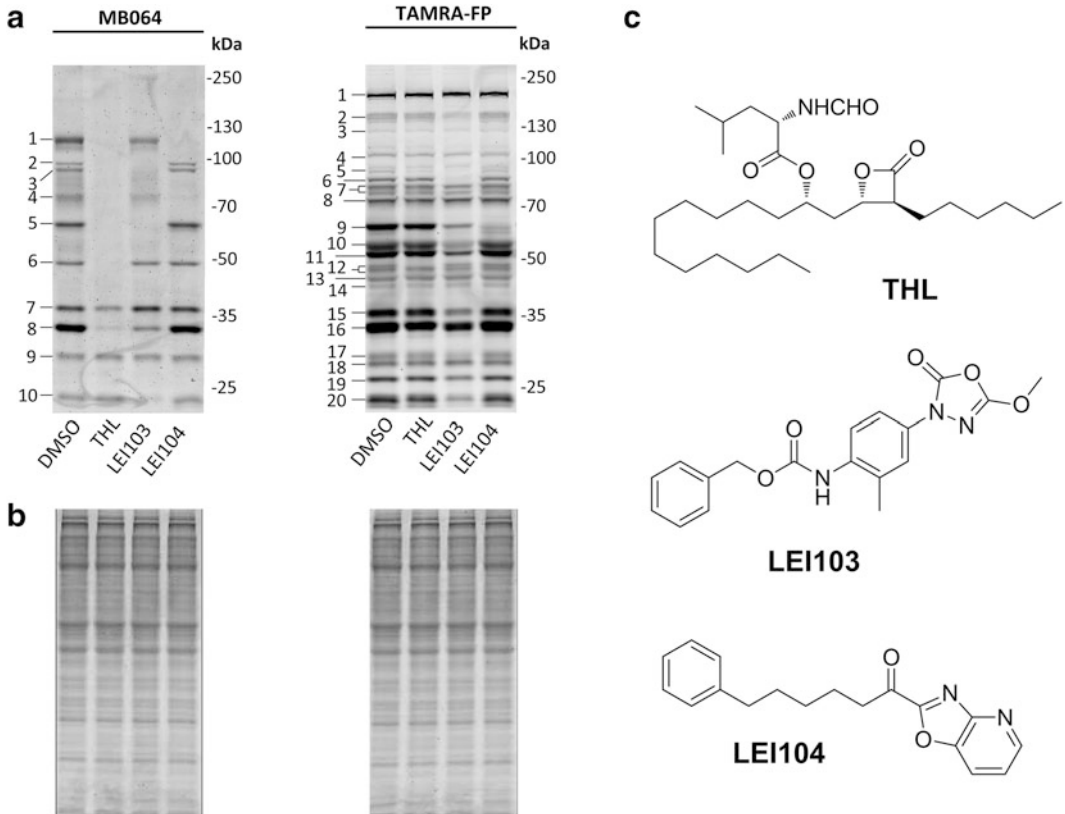 a
MB064
TAMRA-FP
c
kDa
kDa
-250
-130
-100
-70
-50
-35
-25
1
2
3
4
5
6
7
8
9
10
DMSO
THL
LEI103
LEI104
-250
-130
-100
-70
-50
-35
-25
1
2
3
4
5
6
7
8
9
10
11
12
13
14
15
16
17
18
19
20
DMSO
THL
LEI103
LEI104
b
NHCHO
O
O
O
O
THL
O
O
N
N
O
O
O
N
H
LEI103
O
N
N
O
LEI104